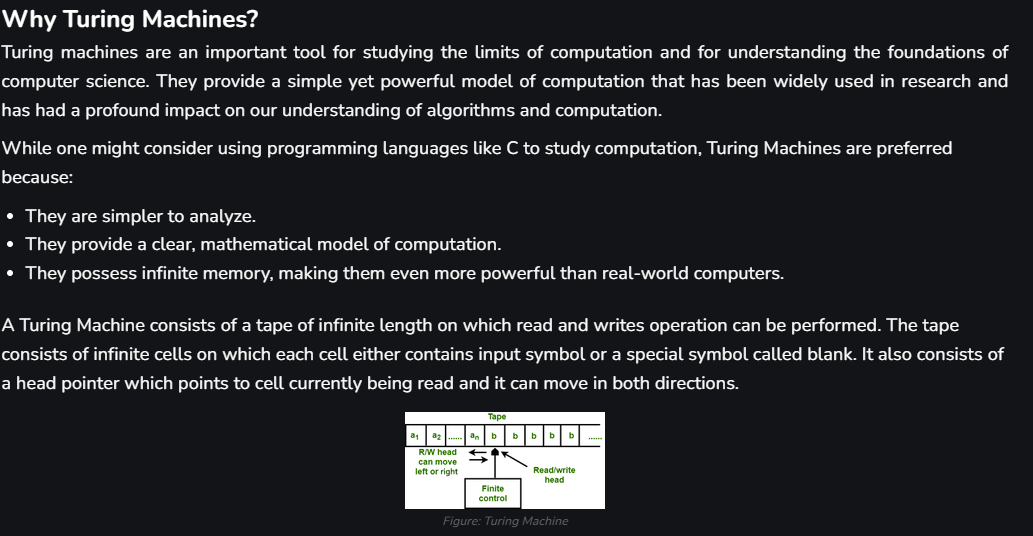 Why Turing Machines?
Turing machines are an important tool for studying the limits of computation and for understanding the foundations of
computer science. They provide a simple yet powerful model of computation that has been widely used in research and
has had a profound impact on our understanding of algorithms and computation.
While one might consider using programming languages like C to study computation, Turing Machines are preferred
because:
• They are simpler to analyze.
• They provide a clear, mathematical model of computation.
• They possess infinite memory, making them even more powerful than real-world computers.
A Turing Machine consists of a tape of infinite length on which read and writes operation can be performed. The tape
consists of infinite cells on which each cell either contains input symbol or a special symbol called blank. It also consists of
a head pointer which points to cell currently being read and it can move in both directions.
Tape
a₁ a₂ ...... aₙ b b b b b ......
R/W head
can move
left or right
Read/write
head
Finite
control
Figure: Turing Machine